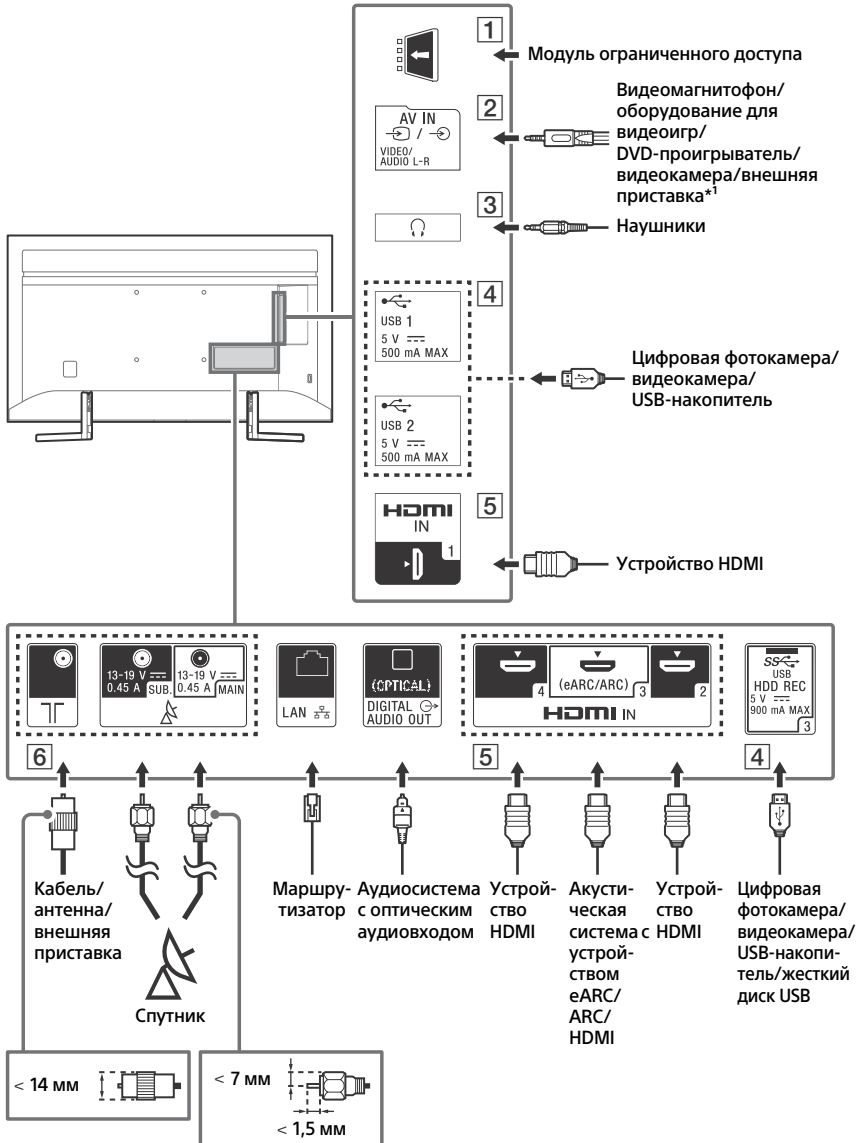 1
Модуль ограниченного доступа
2
AV IN
/
VIDEO/
AUDIO L-R
Видеомагнитофон/
оборудование для
видеоигр/
DVD-проигрыватель/
видеокамера/внешняя
приставка*1
3
Наушники
4
USB 1
5 V
500 mA MAX
USB 2
5 V
500 mA MAX
Цифровая фотокамера/
видеокамера/
USB-накопитель
5
HDMI
IN
1
Устройство HDMI
13-19 V
0.45 A
SUB.
13-19 V
0.45 A
MAIN
LAN
(OPTICAL)
DIGITAL
AUDIO OUT
4
(eARC/ARC)
3
2
HDMI IN
SS
USB
HDD REC
5 V
900 mA MAX
3
6
5
4
Кабель/
антенна/
внешняя
приставка
Спутник
Маршру-
тизатор
Аудиосистема
с оптическим
аудиовходом
Устрой-
ство
HDMI
Акусти-
ческая
система с
устрой-
ством
eARC/
ARC/
HDMI
Устрой-
ство
HDMI
Цифровая
фотокамера/
видеокамера/
USB-накопи-
тель/жесткий
диск USB
< 14 мм
< 7 мм
< 1,5 мм